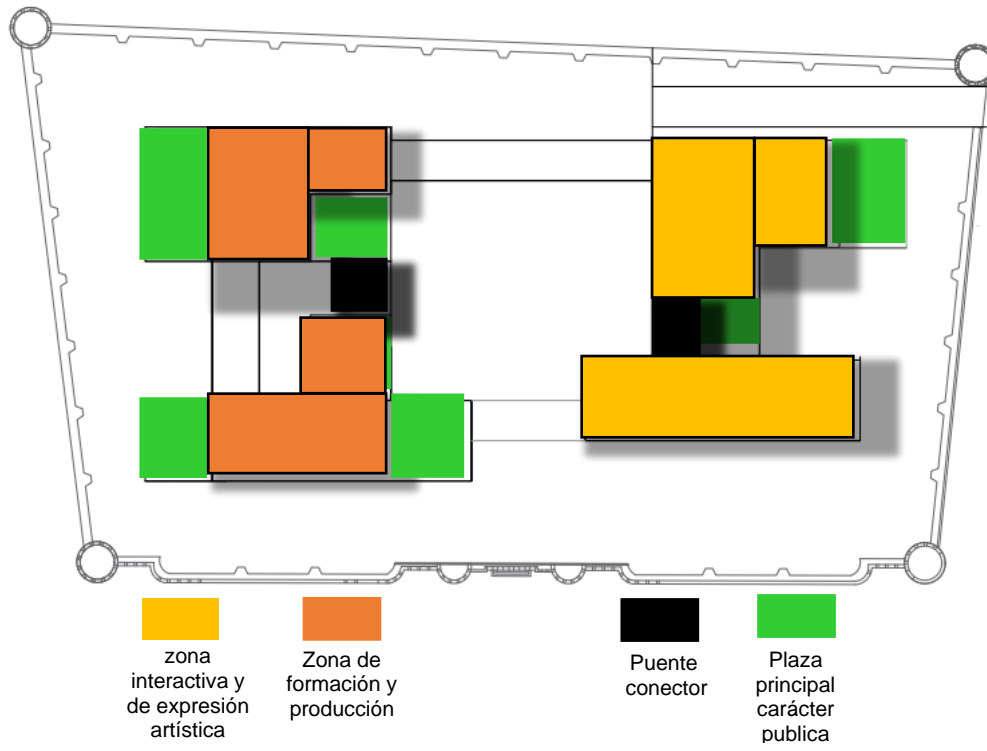 zona
interactiva y
de expresión
artística
Zona de
formación y
producción
Puente
conector
Plaza
principal
carácter
publica